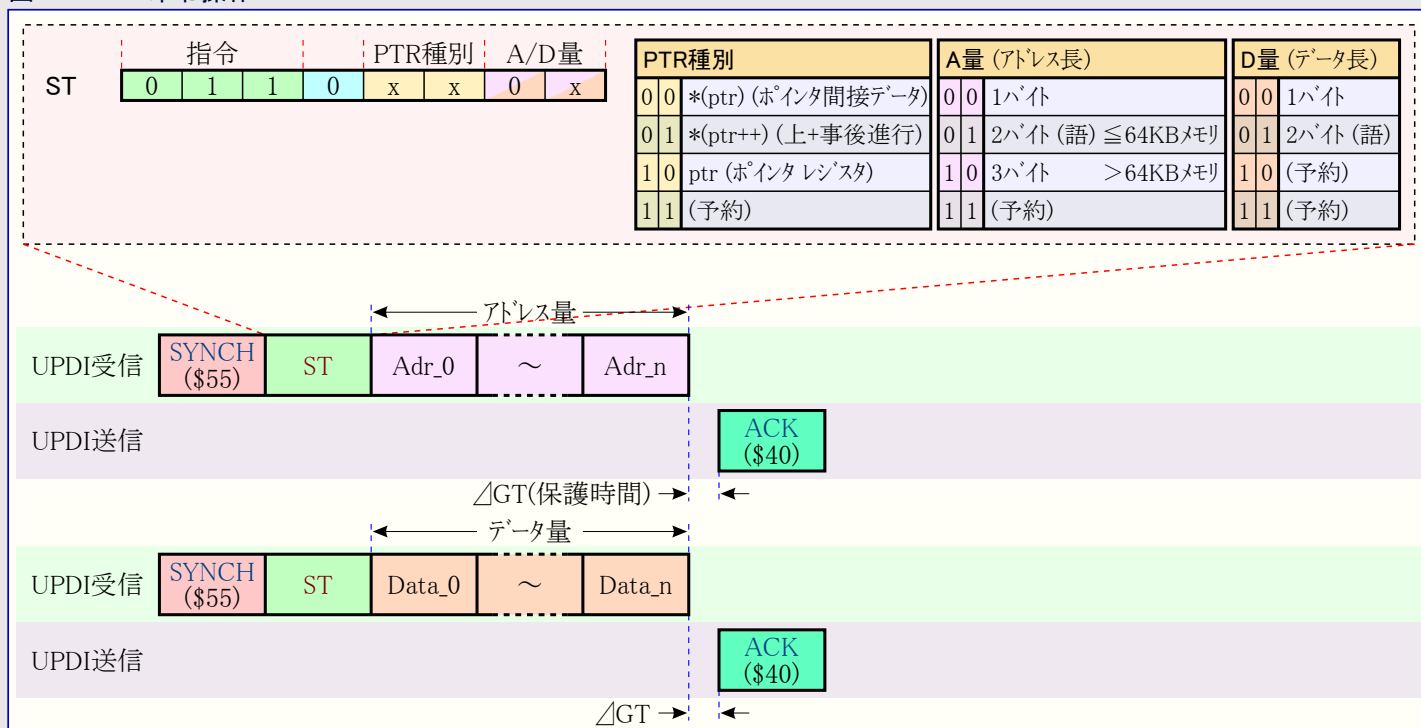 指令 PTR種別 A/D量
ST 0 1 1 0 x x 0 x
PTR種別
0 0 *(ptr) (ポインタ間接データ)
0 1 *(ptr++) (上+事後進行)
1 0 ptr (ポインタ レジスタ)
1 1 (予約)
A量 (アドレス長)
0 0 1バイト
0 1 2バイト (語) ≦64KBメモリ
1 0 3バイト >64KBメモリ
1 1 (予約)
D量 (データ長)
0 0 1バイト
0 1 2バイト (語)
1 0 (予約)
1 1 (予約)
アドレス量
UPDI受信 SYNCH ($55) ST Adr_0 ～ Adr_n
UPDI送信 ACK ($40)
⊿GT(保護時間)
データ量
UPDI受信 SYNCH ($55) ST Data_0 ～ Data_n
UPDI送信 ACK ($40)
⊿GT